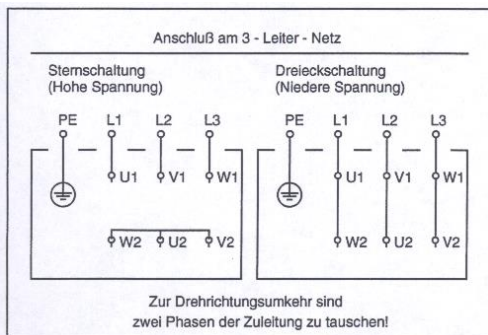 Anschluß am 3 - Leiter - Netz
Sternschaltung
(Hohe Spannung)
PE L1 L2 L3
U1 V1 W1
W2 U2 V2
Dreieckschaltung
(Niedere Spannung)
PE L1 L2 L3
U1 V1 W1
W2 U2 V2
Zur Drehrichtungsumkehr sind
zwei Phasen der Zuleitung zu tauschen!